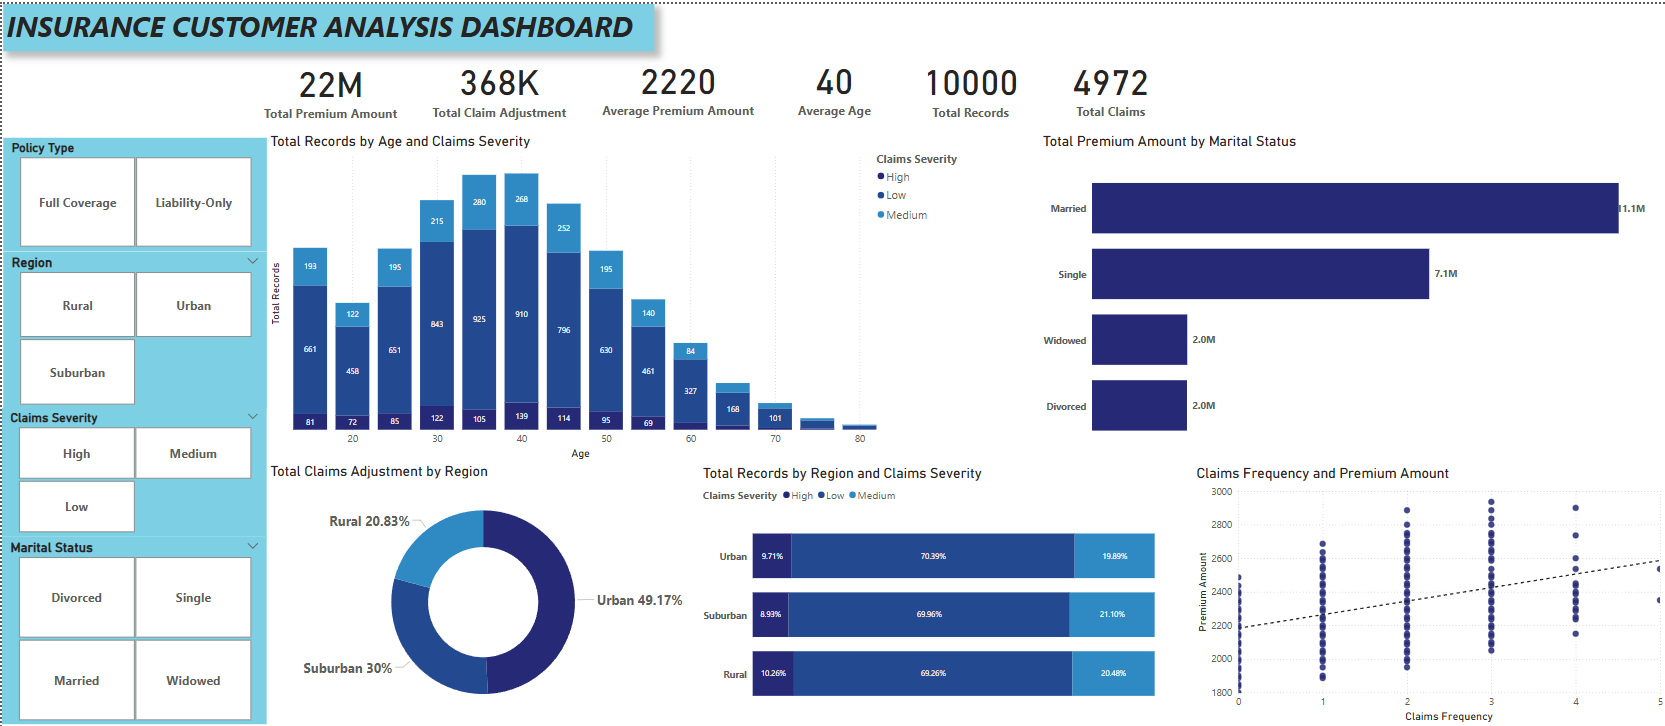 INSURANCE CUSTOMER ANALYSIS DASHBOARD
22M
Total Premium Amount
368K
Total Claim Adjustment
2220
Average Premium Amount
40
Average Age
10000
Total Records
4972
Total Claims
Policy Type
Full Coverage
Liability-Only
Region
Rural
Urban
Suburban
Claims Severity
High
Medium
Low
Marital Status
Divorced
Single
Married
Widowed
Total Records by Age and Claims Severity
Claims Severity
High
Low
Medium
Total Records
193
661
81
122
458
72
195
651
85
215
843
122
280
925
105
268
910
139
252
796
114
195
630
95
140
461
69
84
327
168
101
20
30
40
50
60
70
80
Age
Total Premium Amount by Marital Status
Married
11.1M
Single
7.1M
Widowed
2.0M
Divorced
2.0M
Total Claims Adjustment by Region
Rural 20.83%
Urban 49.17%
Suburban 30%
Total Records by Region and Claims Severity
Claims Severity High Low Medium
Urban 9.71% 70.39% 19.89%
Suburban 8.93% 69.96% 21.10%
Rural 10.26% 69.26% 20.48%
Claims Frequency and Premium Amount
Premium Amount
3000
2800
2600
2400
2200
2000
1800
0 1 2 3 4 5
Claims Frequency